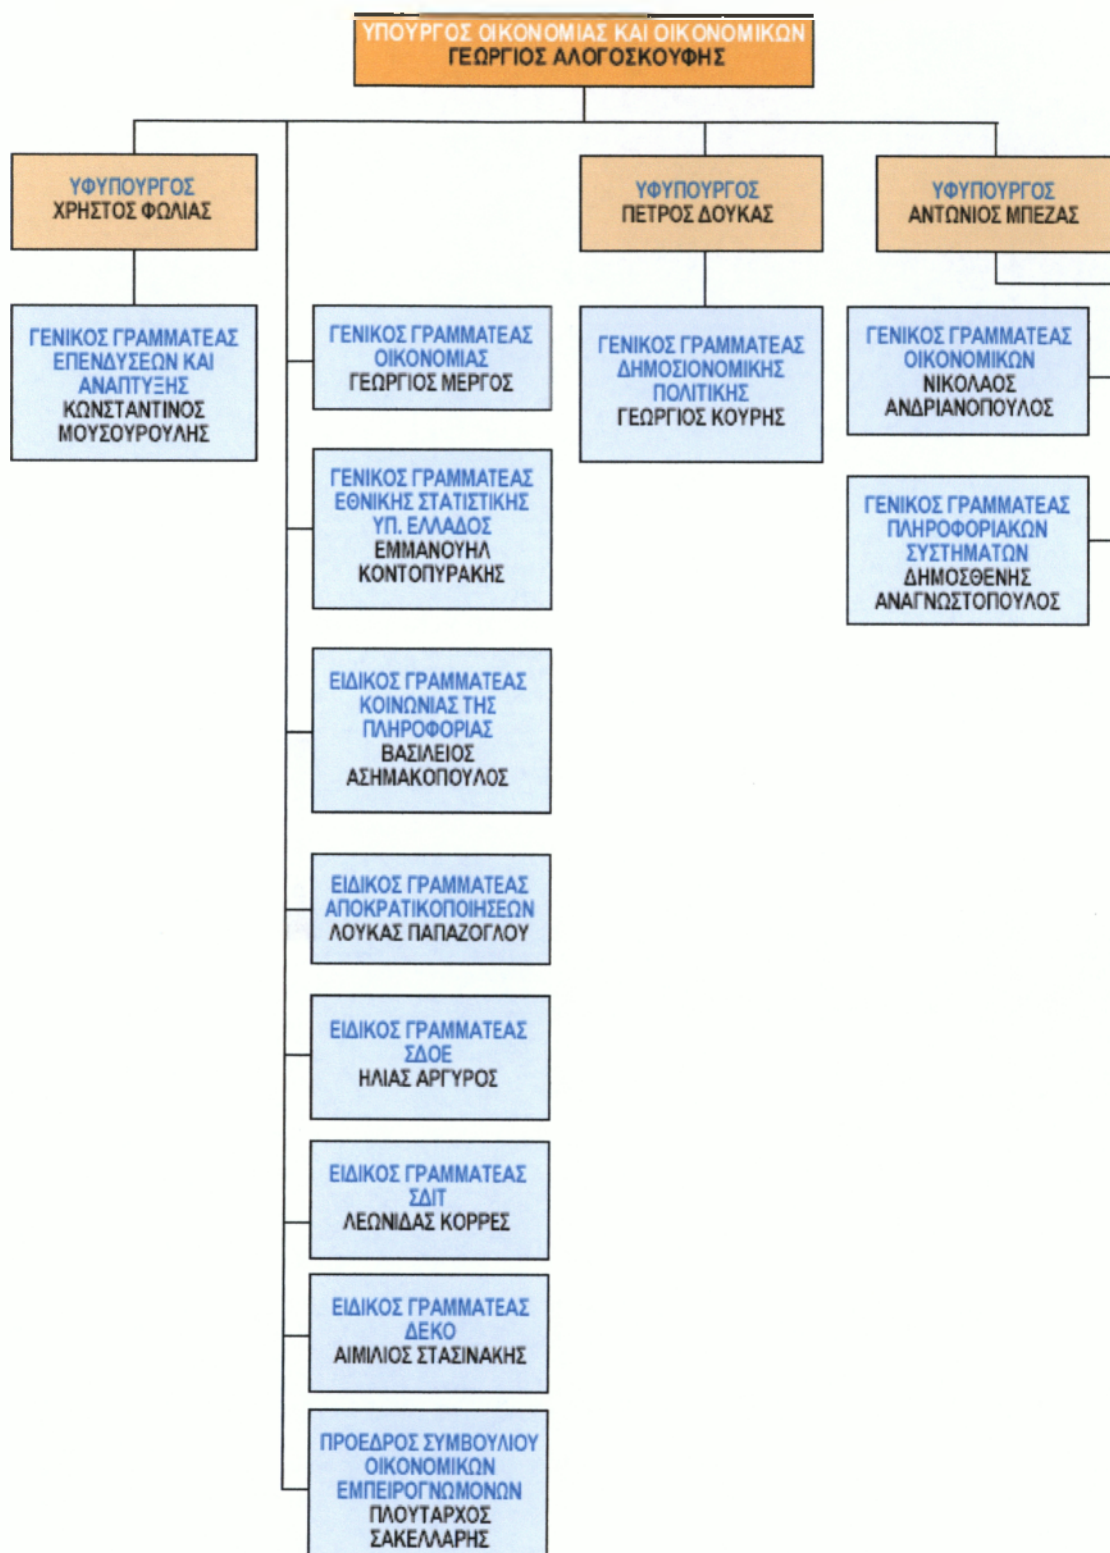 ΥΠΟΥΡΓΟΣ ΟΙΚΟΝΟΜΙΑΣ ΚΑΙ ΟΙΚΟΝΟΜΙΚΩΝ
ΓΕΩΡΓΙΟΣ ΑΛΟΓΟΣΚΟΥΦΗΣ
ΥΦΥΠΟΥΡΓΟΣ
ΧΡΗΣΤΟΣ ΦΩΛΙΑΣ
ΥΦΥΠΟΥΡΓΟΣ
ΠΕΤΡΟΣ ΔΟΥΚΑΣ
ΥΦΥΠΟΥΡΓΟΣ
ΑΝΤΩΝΙΟΣ ΜΠΕΖΑΣ
ΓΕΝΙΚΟΣ ΓΡΑΜΜΑΤΕΑΣ
ΕΠΕΝΔΥΣΕΩΝ ΚΑΙ
ΑΝΑΠΤΥΞΗΣ
ΚΩΝΣΤΑΝΤΙΝΟΣ
ΜΟΥΣΟΥΡΟΥΛΗΣ
ΓΕΝΙΚΟΣ ΓΡΑΜΜΑΤΕΑΣ
ΟΙΚΟΝΟΜΙΑΣ
ΓΕΩΡΓΙΟΣ ΜΕΡΓΟΣ
ΓΕΝΙΚΟΣ ΓΡΑΜΜΑΤΕΑΣ
ΔΗΜΟΣΙΟΝΟΜΙΚΗΣ
ΠΟΛΙΤΙΚΗΣ
ΓΕΩΡΓΙΟΣ ΚΟΥΡΗΣ
ΓΕΝΙΚΟΣ ΓΡΑΜΜΑΤΕΑΣ
ΟΙΚΟΝΟΜΙΚΩΝ
ΝΙΚΟΛΑΟΣ
ΑΝΔΡΙΑΝΟΠΟΥΛΟΣ
ΓΕΝΙΚΟΣ ΓΡΑΜΜΑΤΕΑΣ
ΕΘΝΙΚΗΣ ΣΤΑΤΙΣΤΙΚΗΣ
ΥΠ. ΕΛΛΑΔΟΣ
ΕΜΜΑΝΟΥΗΛ
ΚΟΝΤΟΠΥΡΑΚΗΣ
ΓΕΝΙΚΟΣ ΓΡΑΜΜΑΤΕΑΣ
ΠΛΗΡΟΦΟΡΙΑΚΩΝ
ΣΥΣΤΗΜΑΤΩΝ
ΔΗΜΟΣΘΕΝΗΣ
ΑΝΑΓΝΩΣΤΟΠΟΥΛΟΣ
ΕΙΔΙΚΟΣ ΓΡΑΜΜΑΤΕΑΣ
ΚΟΙΝΩΝΙΑΣ ΤΗΣ
ΠΛΗΡΟΦΟΡΙΑΣ
ΒΑΣΙΛΕΙΟΣ
ΑΣΗΜΑΚΟΠΟΥΛΟΣ
ΕΙΔΙΚΟΣ ΓΡΑΜΜΑΤΕΑΣ
ΑΠΟΚΡΑΤΙΚΟΠΟΙΗΣΕΩΝ
ΛΟΥΚΑΣ ΠΑΠΑΖΟΓΛΟΥ
ΕΙΔΙΚΟΣ ΓΡΑΜΜΑΤΕΑΣ
ΣΔΟΕ
ΗΛΙΑΣ ΑΡΓΥΡΟΣ
ΕΙΔΙΚΟΣ ΓΡΑΜΜΑΤΕΑΣ
ΣΔΙΤ
ΛΕΩΝΙΔΑΣ ΚΟΡΡΕΣ
ΕΙΔΙΚΟΣ ΓΡΑΜΜΑΤΕΑΣ
ΔΕΚΟ
ΑΙΜΙΛΙΟΣ ΣΤΑΣΙΝΑΚΗΣ
ΠΡΟΕΔΡΟΣ ΣΥΜΒΟΥΛΙΟΥ
ΟΙΚΟΝΟΜΙΚΩΝ
ΕΜΠΕΙΡΟΓΝΩΜΟΝΩΝ
ΠΛΟΥΤΑΡΧΟΣ
ΣΑΚΕΛΛΑΡΗΣ